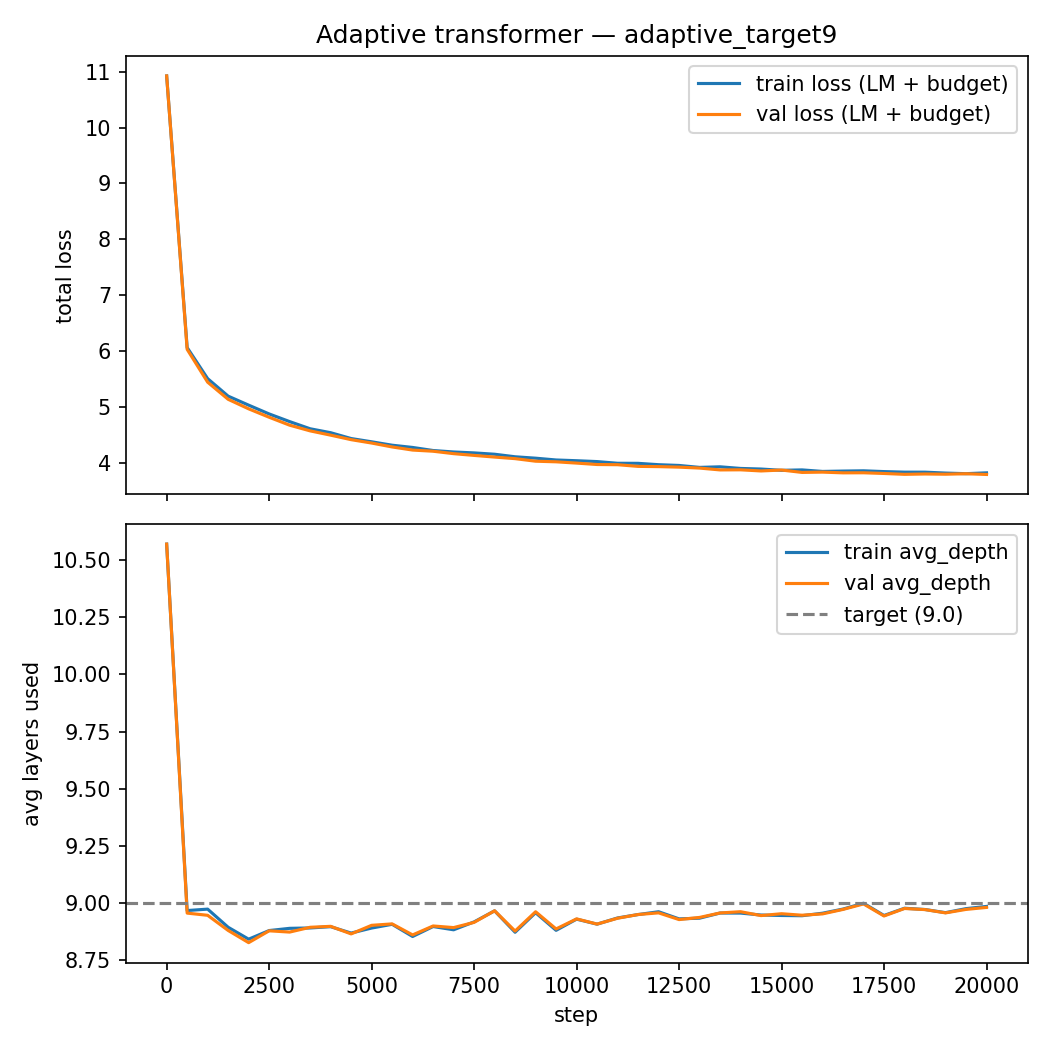 Adaptive transformer — adaptive_target9
11
10
9
8
7
6
5
4
total loss
train loss (LM + budget)
val loss (LM + budget)
10.50
10.25
10.00
9.75
9.50
9.25
9.00
8.75
avg layers used
train avg_depth
val avg_depth
target (9.0)
0 2500 5000 7500 10000 12500 15000 17500 20000
step